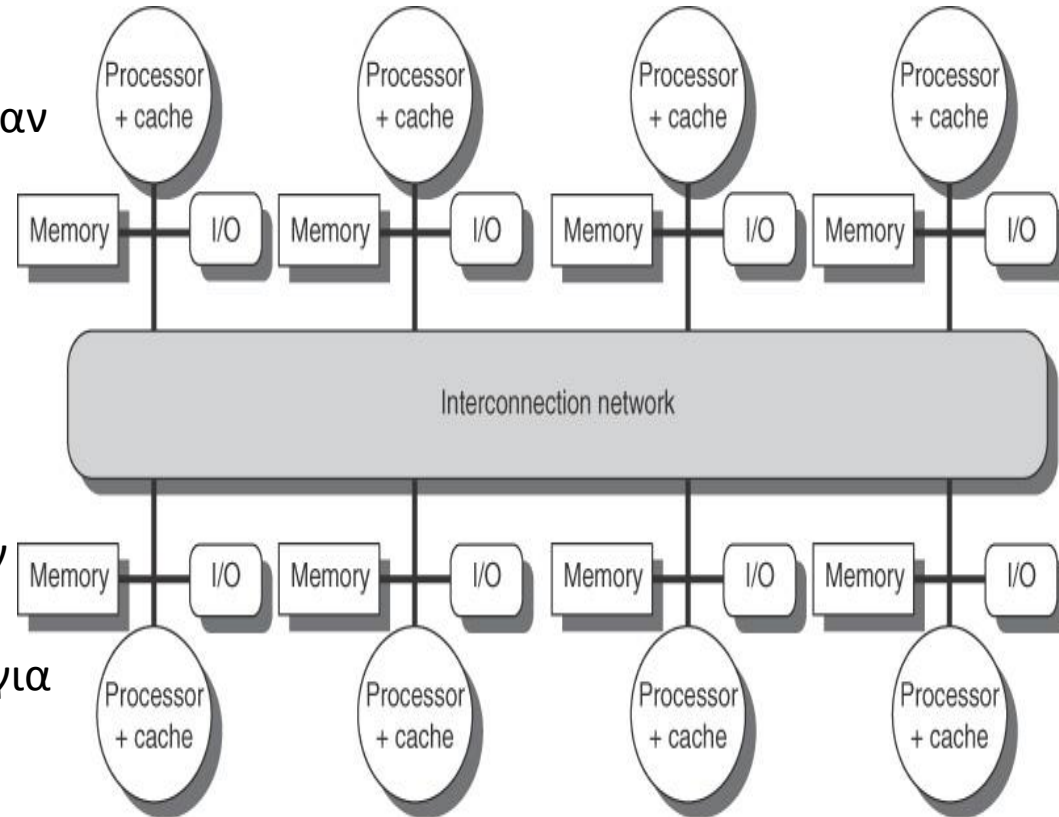 Processor
+ cache
Processor
+ cache
Processor
+ cache
Processor
+ cache
αν
Memory
I/O
Memory
I/O
Memory
I/O
Memory
I/O
Interconnection network
Memory
I/O
Memory
I/O
Memory
I/O
Memory
I/O
για
Processor
+ cache
Processor
+ cache
Processor
+ cache
Processor
+ cache